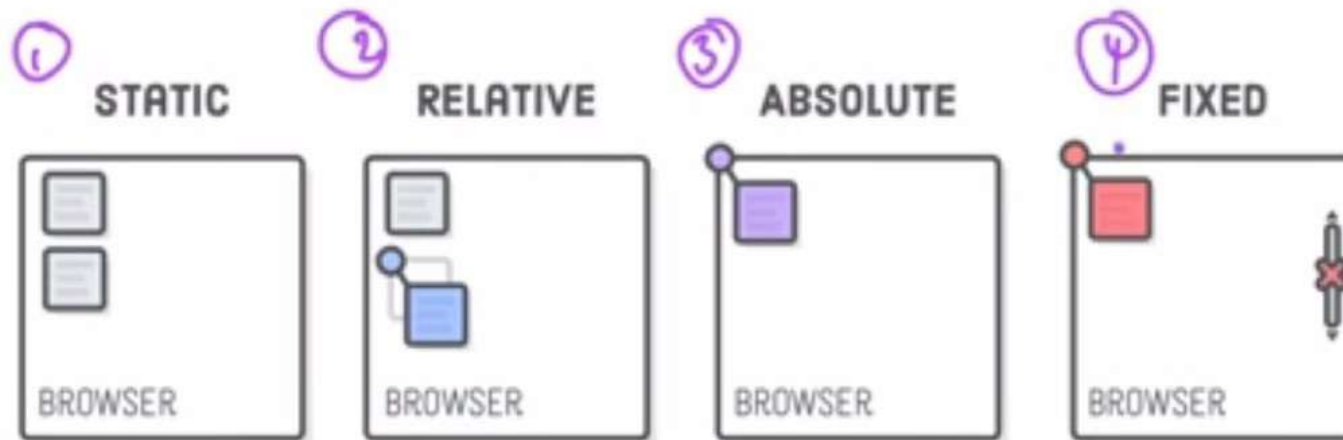 1 2 3 4
STATIC RELATIVE ABSOLUTE FIXED
BROWSER BROWSER BROWSER BROWSER